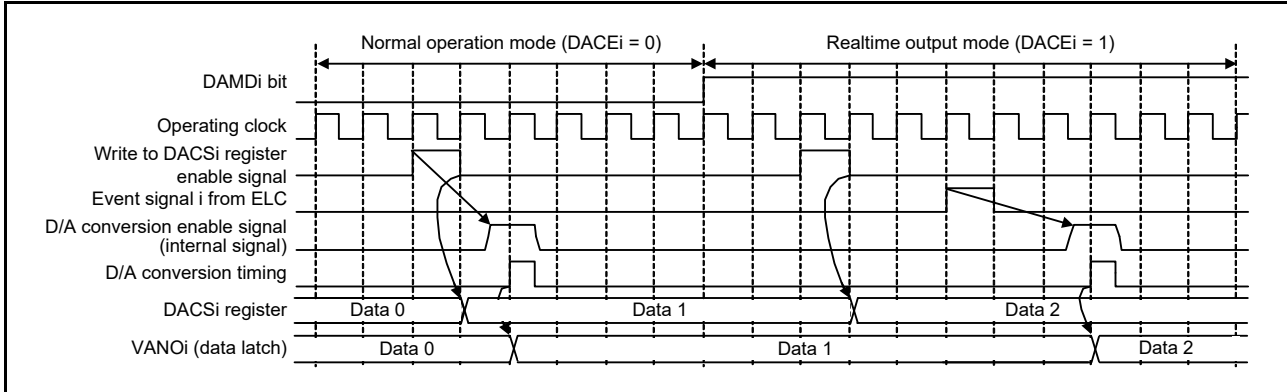 Normal operation mode (DACEi = 0)
Realtime output mode (DACEi = 1)
DAMDi bit
Operating clock
Write to DACSi register
enable signal
Event signal i from ELC
D/A conversion enable signal
(internal signal)
D/A conversion timing
DACSi register
Data 0
Data 1
Data 2
VANOi (data latch)
Data 0
Data 1
Data 2